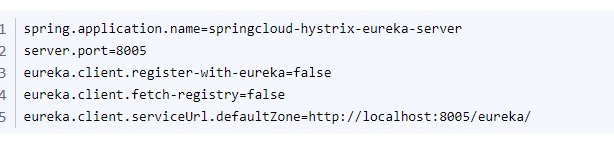 1 spring.application.name=springcloud-hystrix-eureka-server
2 server.port=8005
3 eureka.client.register-with-eureka=false
4 eureka.client.fetch-registry=false
5 eureka.client.serviceUrl.defaultZone=http://localhost:8005/eureka/